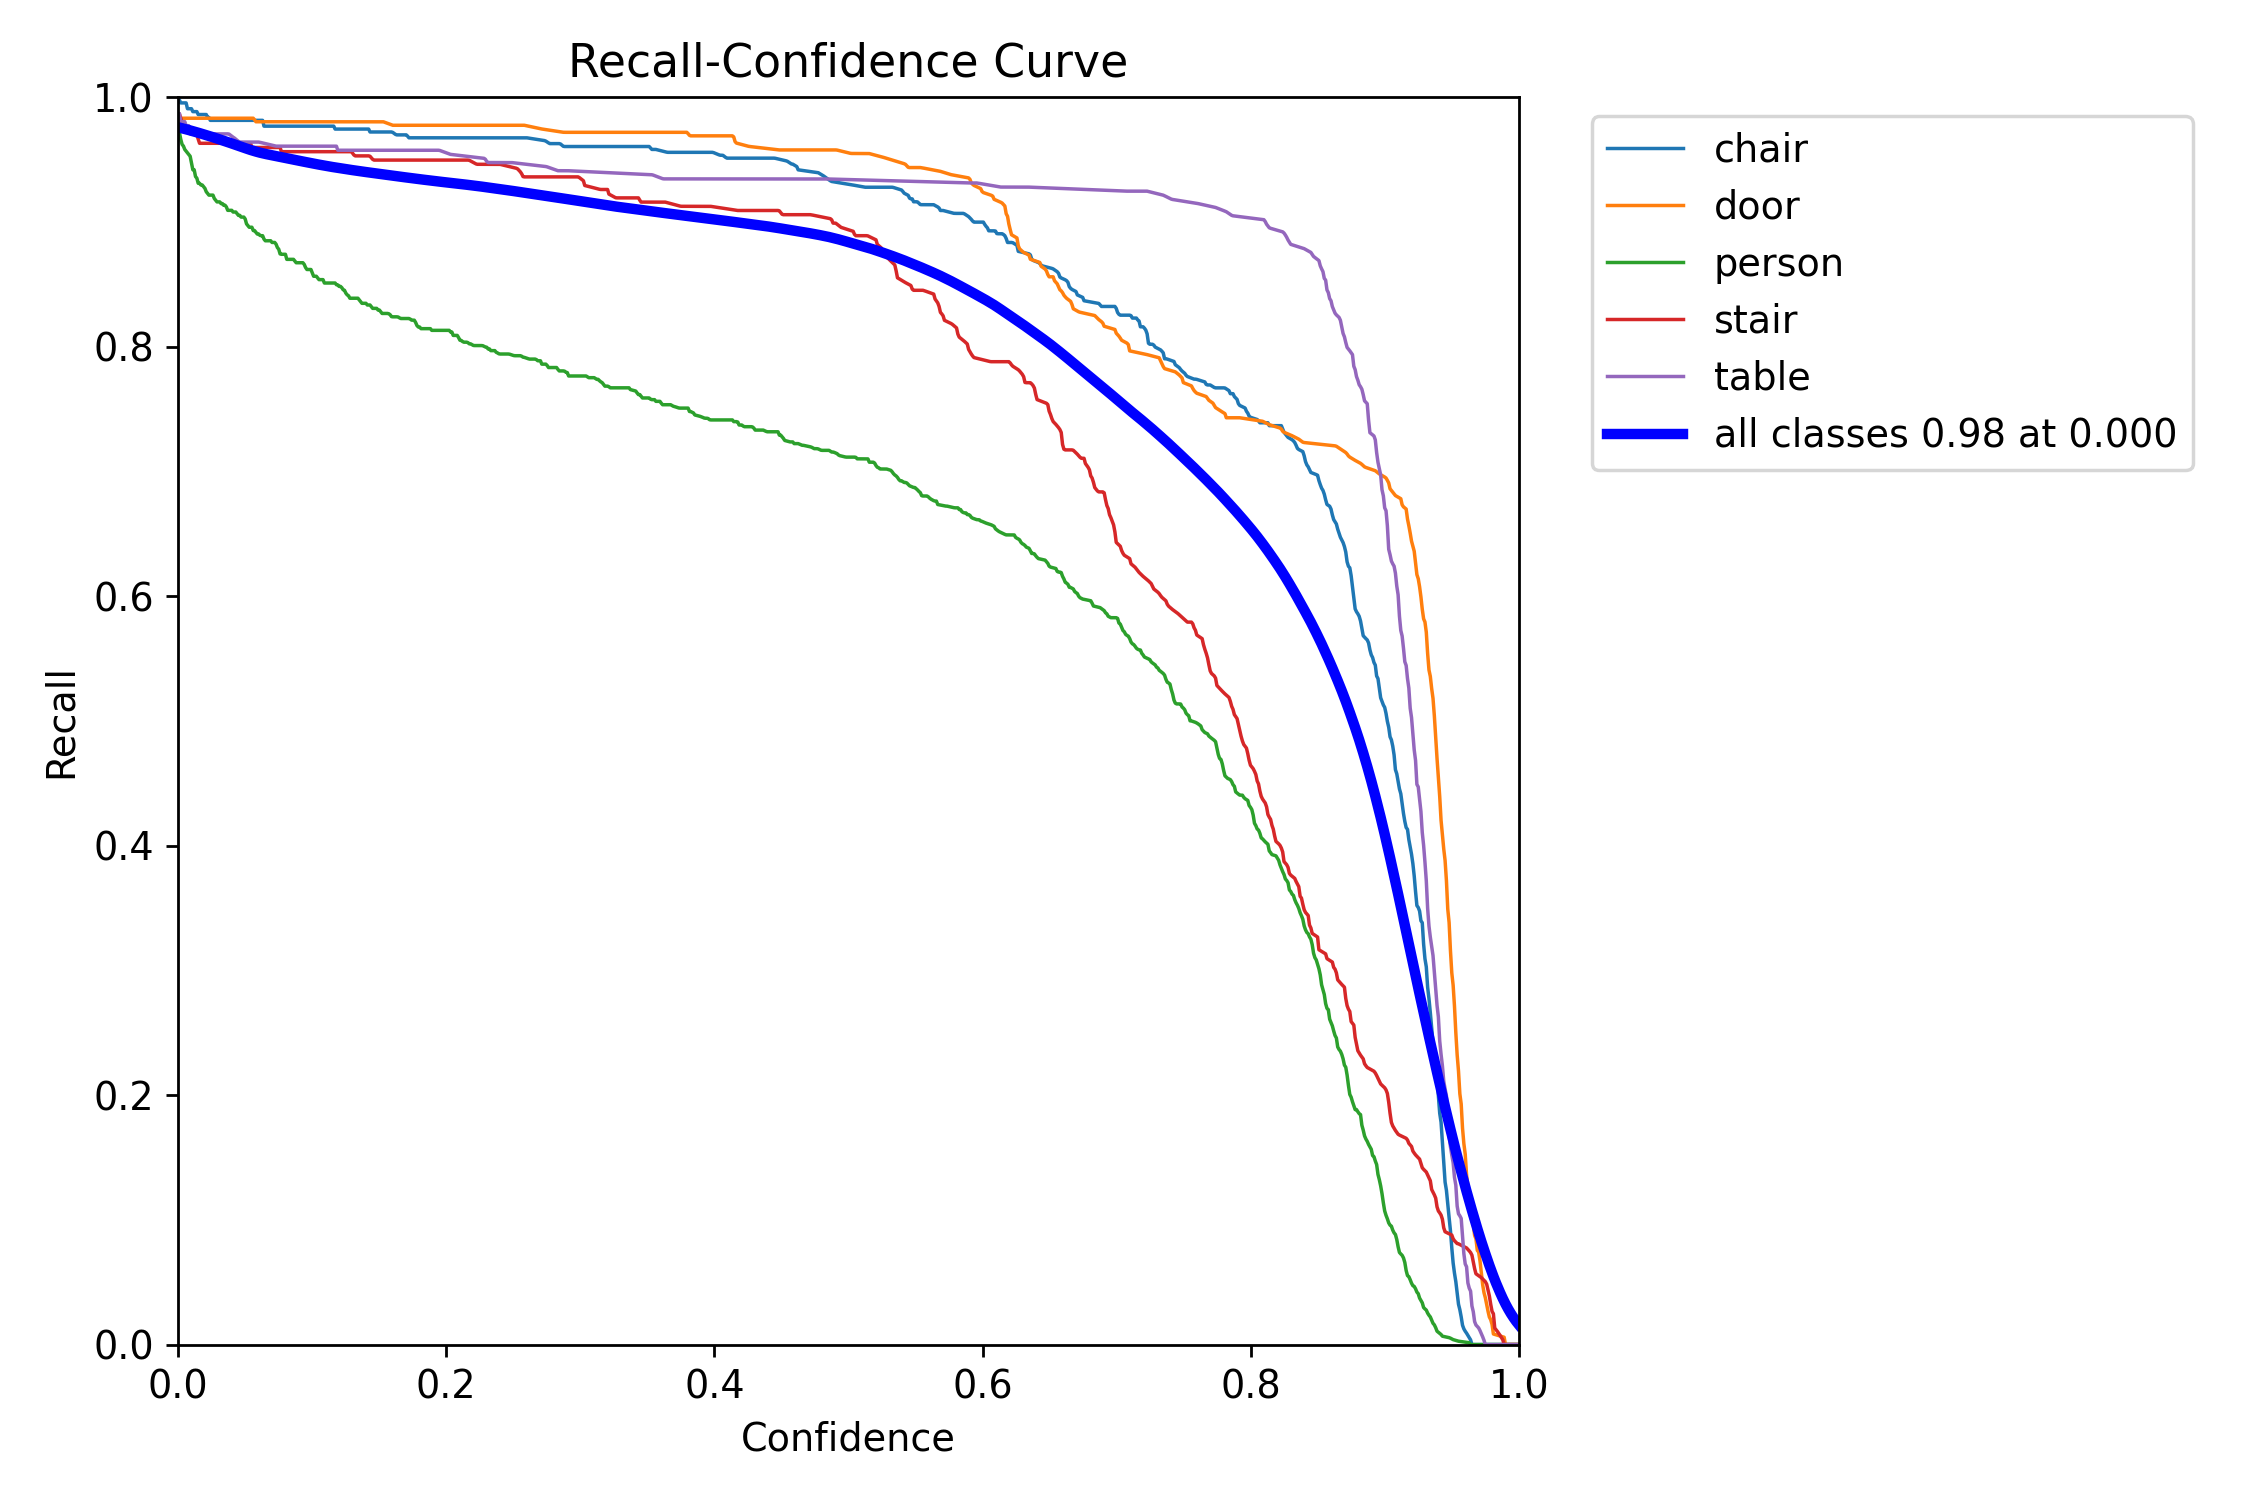 Recall-Confidence Curve
1.0
0.8
0.6
0.4
0.2
0.0
Recall
0.0 0.2 0.4 0.6 0.8 1.0
Confidence
chair
door
person
stair
table
all classes 0.98 at 0.000